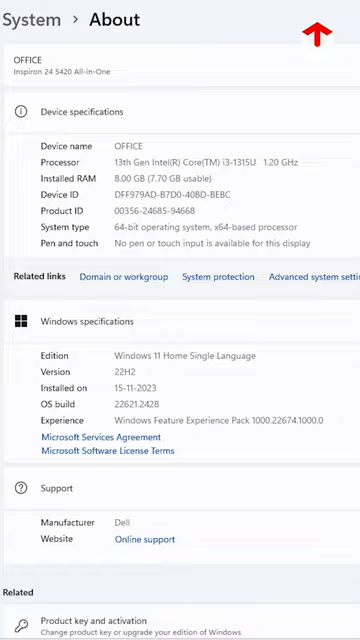 System > About
OFFICE
Inspiron 24 5420 All-in-One
Device specifications
Device name OFFICE
Processor 13th Gen Intel(R) Core(TM) i3-1315U 1.20 GHz
Installed RAM 8.00 GB (7.70 GB usable)
Device ID DFF979AD-B7D0-40BD-BEBC
Product ID 00356-24685-94668
System type 64-bit operating system, x64-based processor
Pen and touch No pen or touch input is available for this display
Related links Domain or workgroup System protection Advanced system setti
Windows specifications
Edition Windows 11 Home Single Language
Version 22H2
Installed on 15-11-2023
OS build 22621.2428
Experience Windows Feature Experience Pack 1000.22674.1000.0
Microsoft Services Agreement
Microsoft Software License Terms
Support
Manufacturer Dell
Website Online support
Related
Product key and activation
Change product key or upgrade your edition of Windows